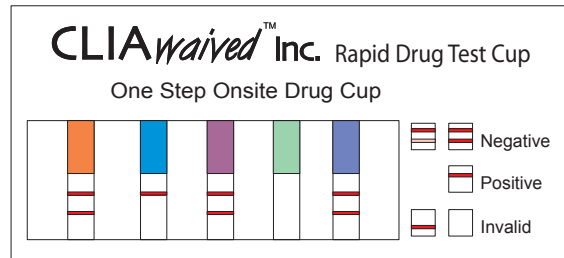 CLIAwaived™ Inc. Rapid Drug Test Cup
One Step Onsite Drug Cup
Negative
Positive
Invalid